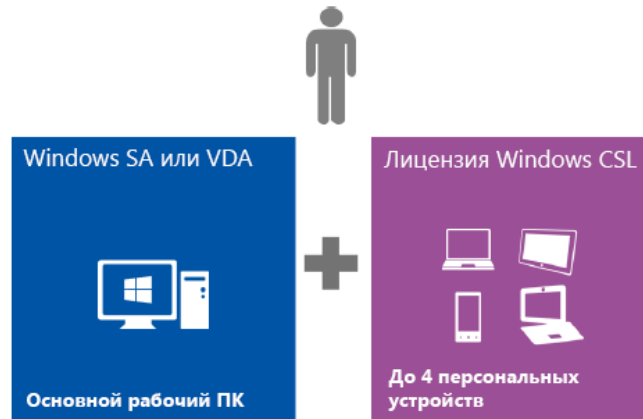 Windows SA или VDA
Лицензия Windows CSL
Основной рабочий ПК
До 4 персональных
устройств